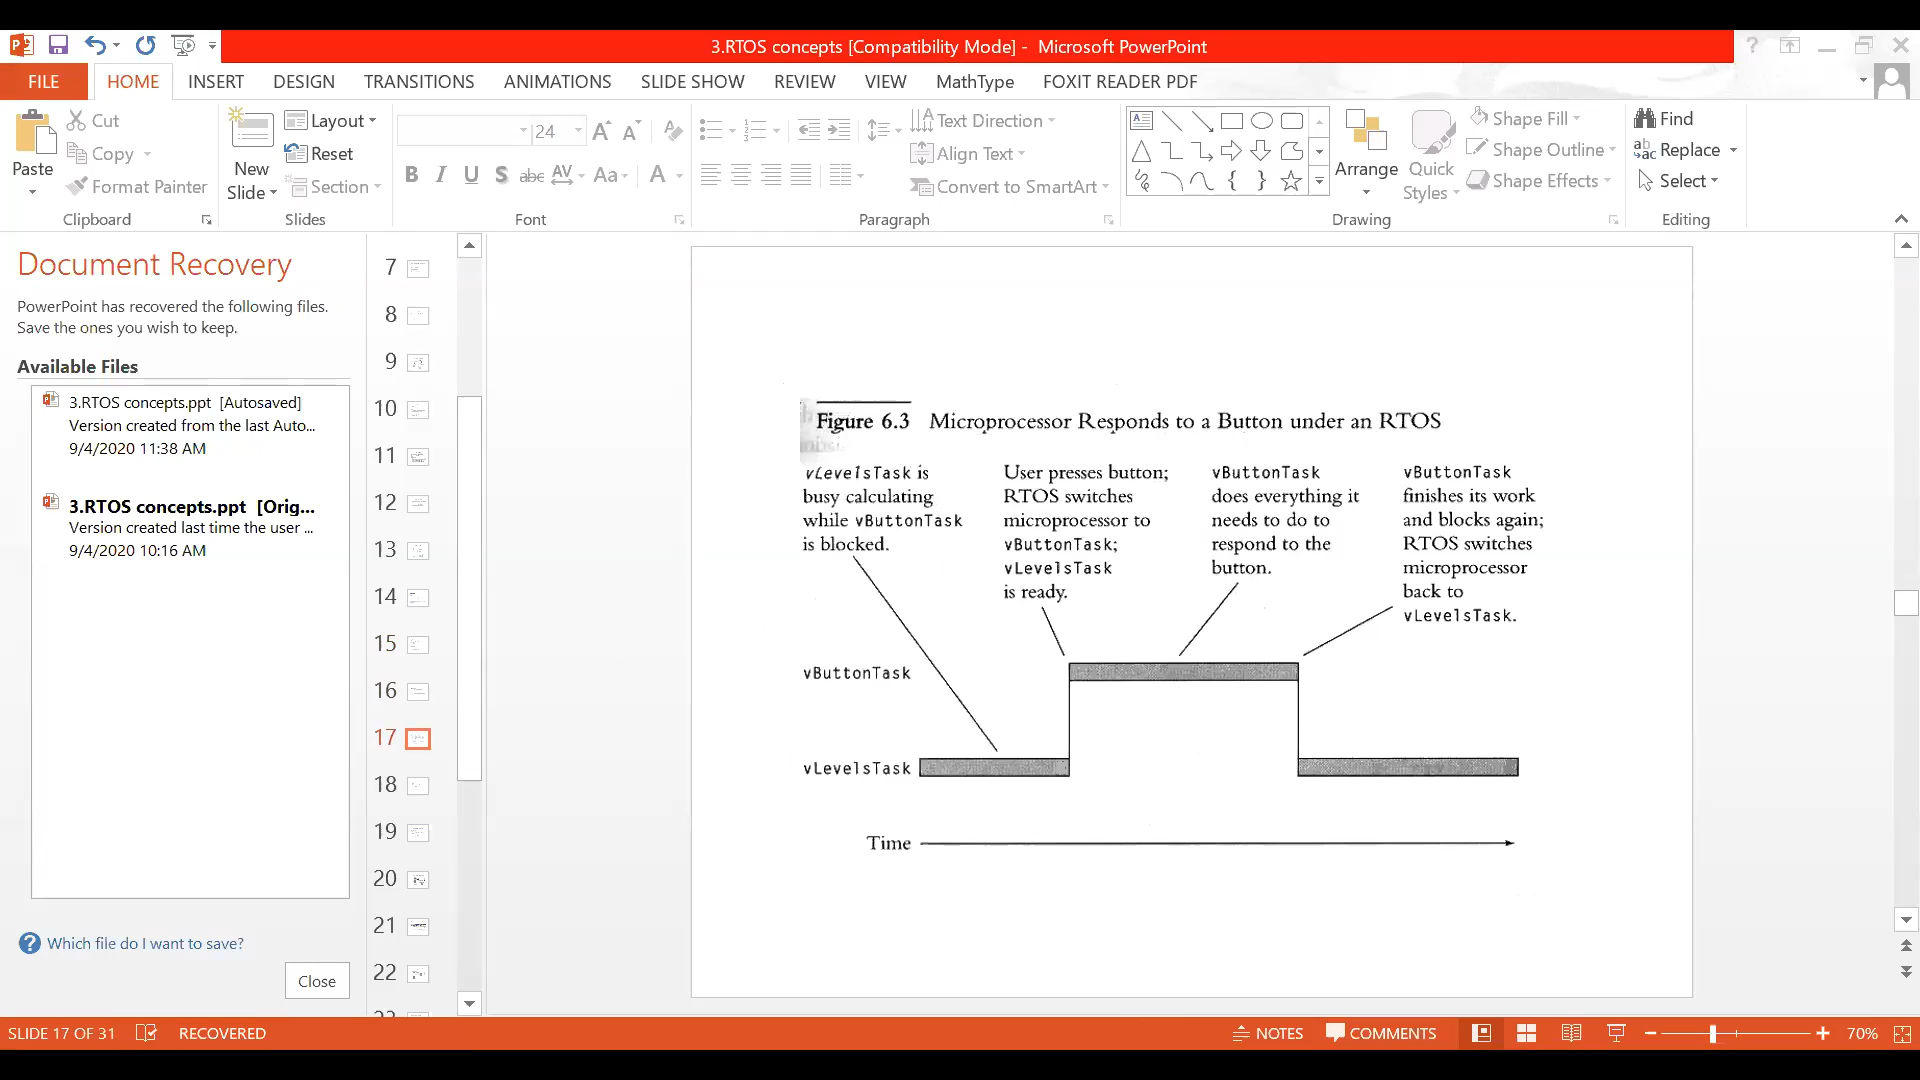 3.RTOS concepts [Compatibility Mode] - Microsoft PowerPoint
FILE HOME INSERT DESIGN TRANSITIONS ANIMATIONS SLIDE SHOW REVIEW VIEW MathType FOXIT READER PDF
Paste
Cut
Copy
Format Painter
Clipboard
New
Slide
Layout
Reset
Section
Slides
24
B I U S abc AV Aa A
Font
Text Direction
Align Text
Convert to SmartArt
Paragraph
Arrange
Quick
Styles
Shape Fill
Shape Outline
Shape Effects
Drawing
Find
Replace
Select
Editing
Document Recovery
PowerPoint has recovered the following files.
Save the ones you wish to keep.
Available Files
3.RTOS concepts.ppt [Autosaved]
Version created from the last Auto...
9/4/2020 11:38 AM
3.RTOS concepts.ppt [Orig...
Version created last time the user ...
9/4/2020 10:16 AM
Which file do I want to save?
Close
7
8
9
10
11
12
13
14
15
16
17
18
19
20
21
22
Figure 6.3 Microprocessor Responds to a Button under an RTOS
vLevelsTask is
busy calculating
while vButtonTask
is blocked.
User presses button;
RTOS switches
microprocessor to
vButtonTask;
vLevelsTask
is ready.
vButtonTask
does everything it
needs to do to
respond to the
button.
vButtonTask
finishes its work
and blocks again;
RTOS switches
microprocessor
back to
vLevelsTask.
vButtonTask
vLevelsTask
Time
SLIDE 17 OF 31 RECOVERED NOTES COMMENTS 70%